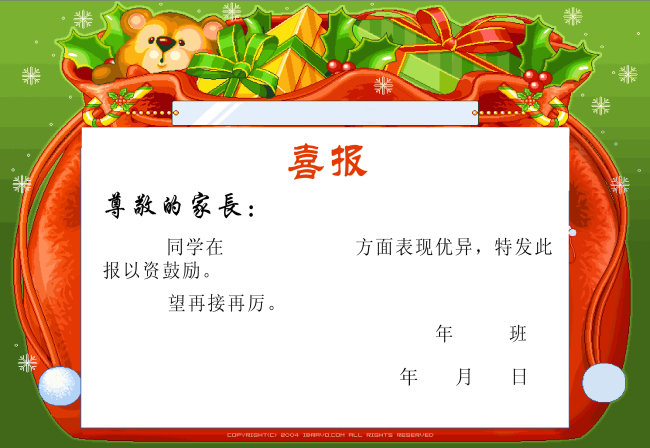 喜报
尊敬的家長：
同学在 方面表现优异，特发此
报以资鼓励。
望再接再厉。
年 班
年 月 日
COPYRIGHT(C) 2004 IBRAVO.COM ALL RIGHTS RESERVED